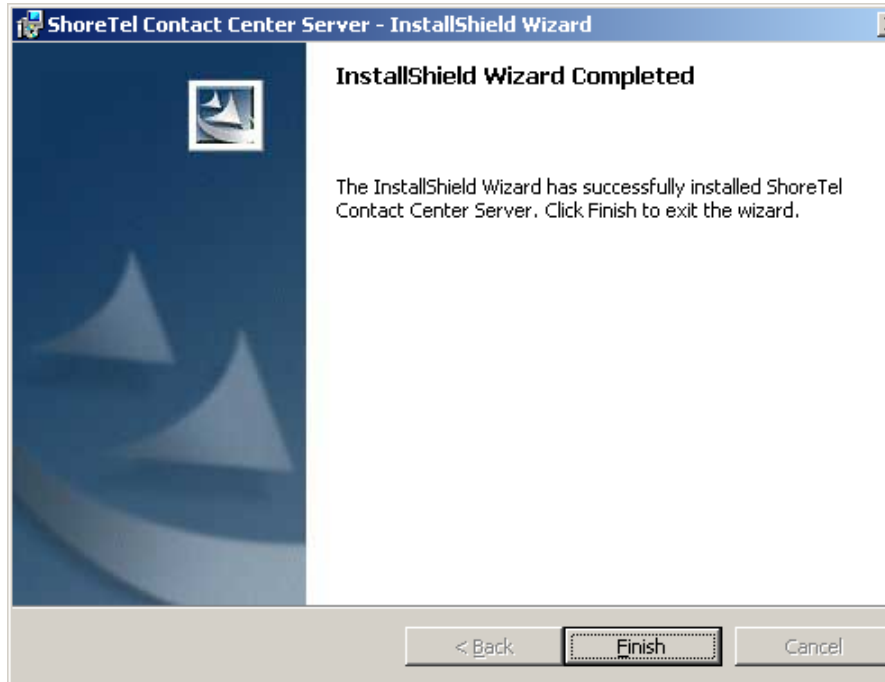 ShoreTel Contact Center Server - InstallShield Wizard
InstallShield Wizard Completed
The InstallShield Wizard has successfully installed ShoreTel
Contact Center Server. Click Finish to exit the wizard.
< Back
Finish
Cancel